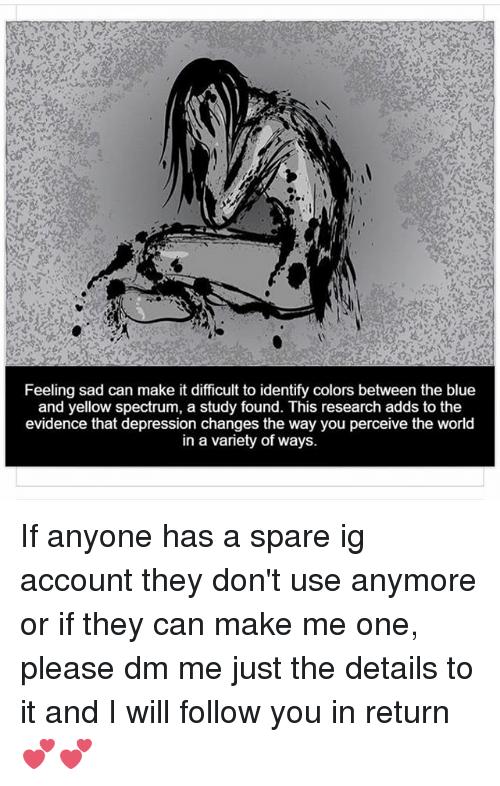 Feeling sad can make it difficult to identify colors between the blue
and yellow spectrum, a study found. This research adds to the
evidence that depression changes the way you perceive the world
in a variety of ways.
If anyone has a spare ig
account they don't use anymore
or if they can make me one,
please dm me just the details to
it and I will follow you in return
💕💕